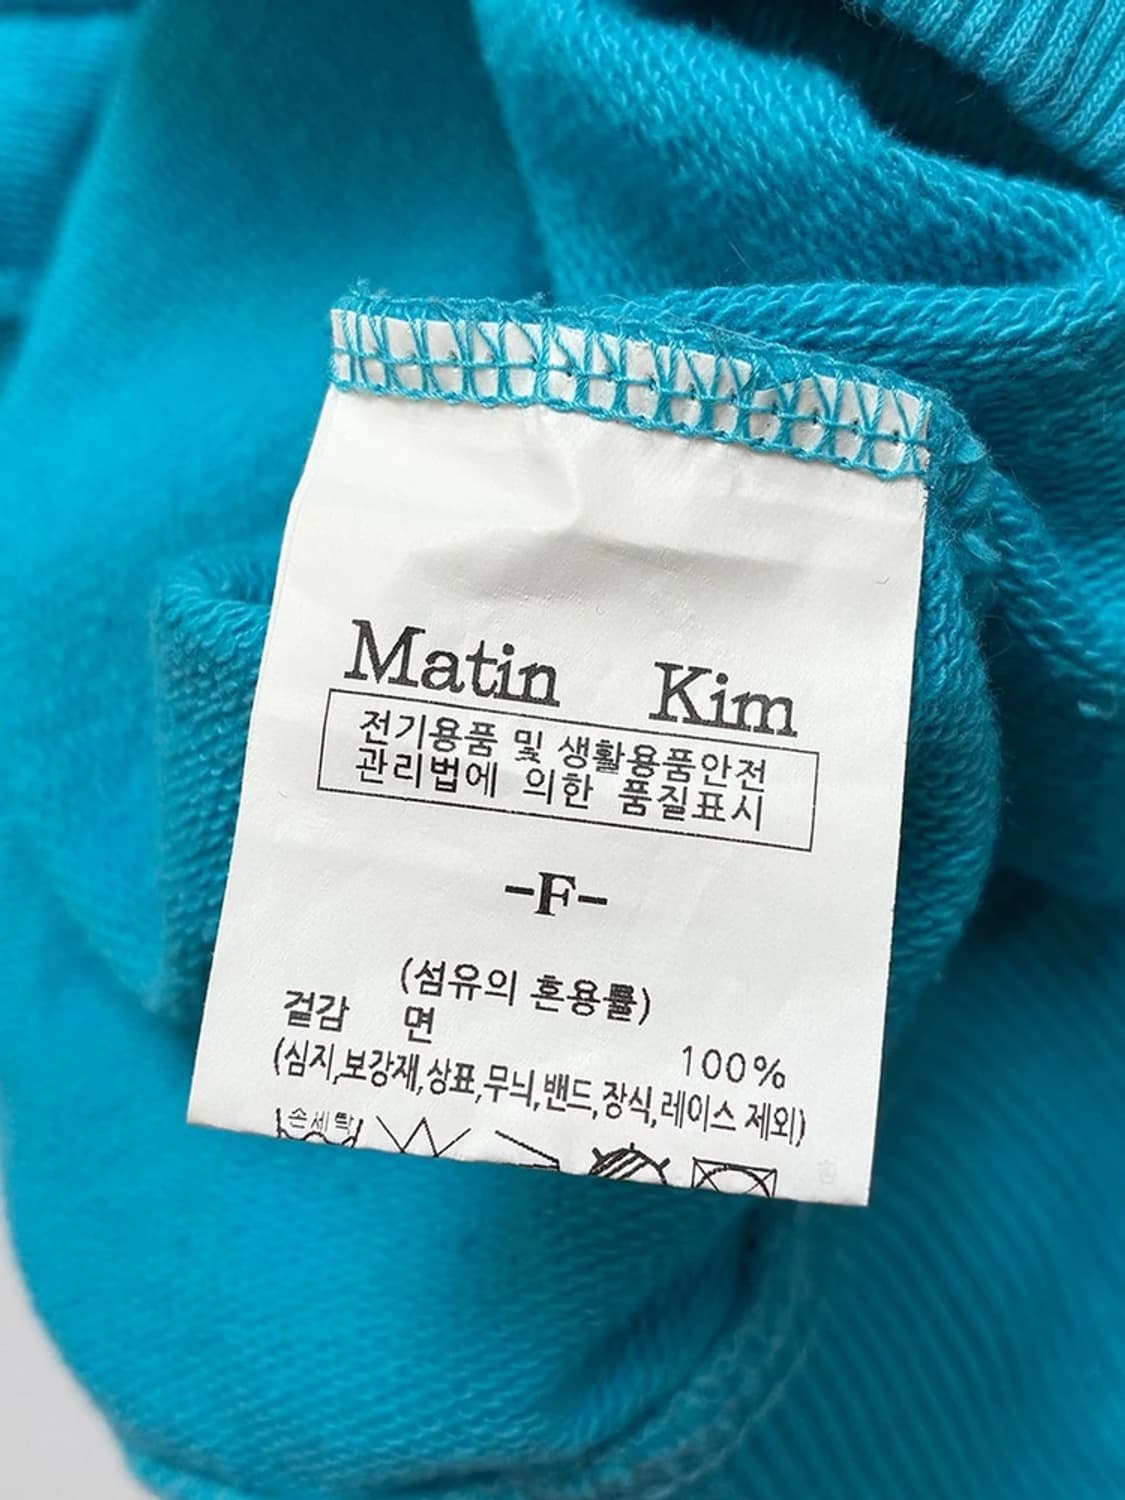 Matin Kim
전기용품 및 생활용품안전
관리법에 의한 품질표시
-F-
(섬유의 혼용률)
겉감 면 100%
(심지,보강재,상표,무늬,밴드,장식,레이스 제외)
손세탁